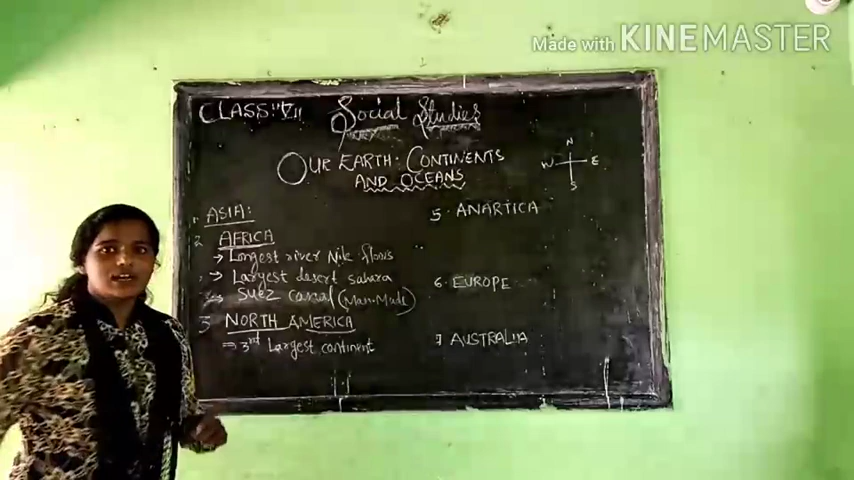 Made with KINEMASTER
CLASS: VII Social Studies
OUR EARTH: CONTINENTS
AND OCEANS
N
W E
S
1. ASIA:
2 AFRICA
→ Longest river Nile flows
→ Largest desert sahara
→ Suez canal (Man-Made)
3 NORTH AMERICA
⇒ 3rd Largest continent
5. ANARTICA
6. EUROPE
7 AUSTRALIA